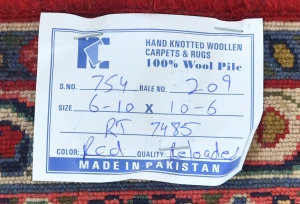 HAND KNOTTED WOOLLEN
CARPETS & RUGS
100% Wool Pile
S.NO. 754 BALE NO. 209
SIZE 6-10 x 10-6
RT 7485
COLOR: Red QUALITY: Reloaded
MADE IN PAKISTAN